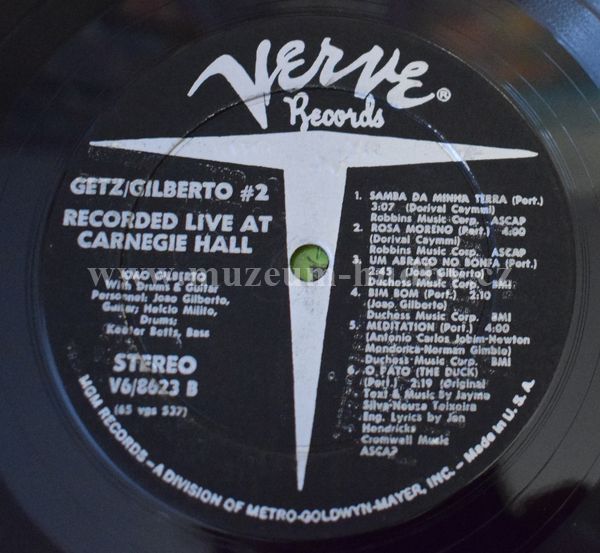 VERVE ®
Records
GETZ/GILBERTO #2
RECORDED LIVE AT
CARNEGIE HALL
With Drums & Guitar
Personnel: Joao Gilberto,
Guitar; Helcio Milito,
Drums;
Keeter Betts, Bass
STEREO
V6/8623 B
(65 vgs 537)
1. SAMBA DA MINHA TERRA (Port.)
3:07 (Dorival Caymmi)
Robbins Music Corp. ASCAP
2. ROSA MORENO (Port.) 4:00
(Dorival Caymmi)
Robbins Music Corp. ASCAP
3. UM ABRACO NO BONFA (Port.)
(Joao Gilberto)
Duchess Music Corp. BMI
4. BIM BOM (Port.) 2:10
(Joao Gilberto)
Duchess Music Corp. BMI
5. MEDITATION (Port.) 4:00
(Antonio Carlos Jobim-Newton
Mendonca-Norman Gimble)
Duchess Music Corp. BMI
6. O PATO (THE DUCK)
(Port.) 2:19 (Original
Text & Music By Jayme
Silva-Neuza Teixeira
Eng. Lyrics by Jon
Hendricks
Cromwell Music
ASCAP
MGM RECORDS – A DIVISION OF METRO-GOLDWYN-MAYER, INC. – Made in U.S.A.